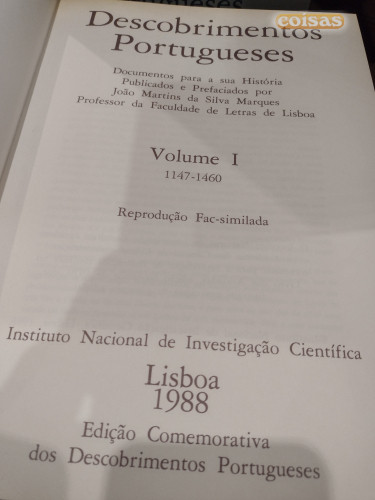 coisas
Descobrimentos
Portugueses
Documentos para a sua História
Publicados e Prefaciados por
João Martins da Silva Marques
Professor da Faculdade de Letras de Lisboa
Volume I
1147-1460
Reprodução Fac-similada
Instituto Nacional de Investigação Científica
Lisboa
1988
Edição Comemorativa
dos Descobrimentos Portugueses